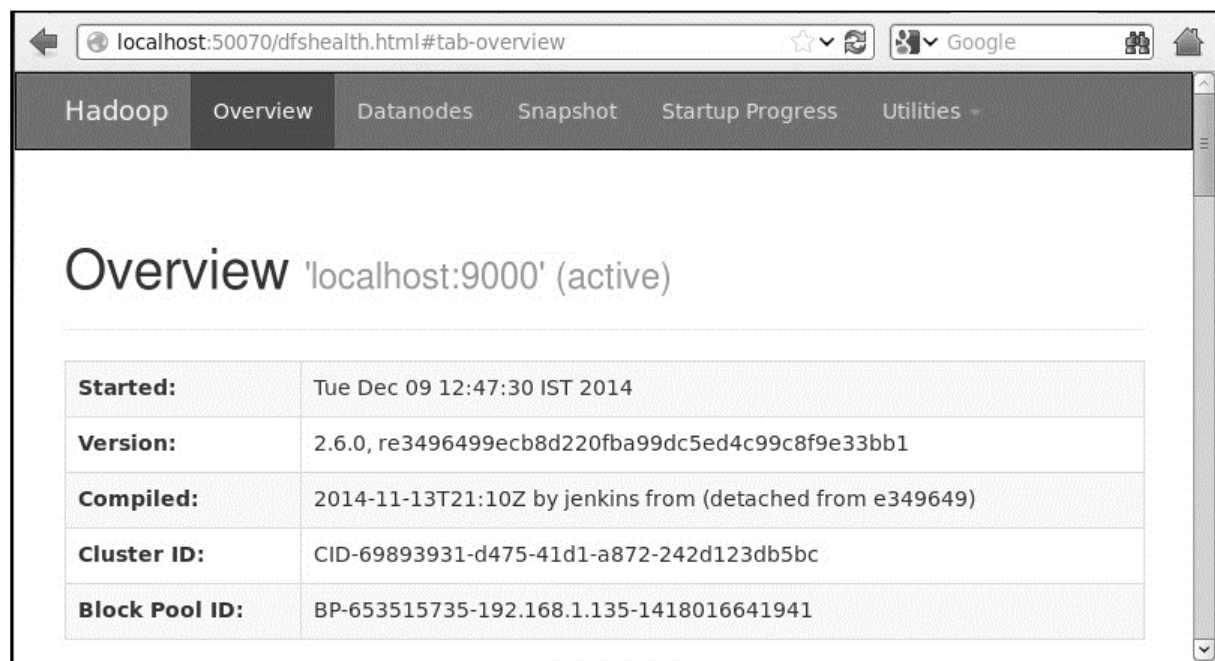 localhost:50070/dfshealth.html#tab-overview Google
Hadoop Overview Datanodes Snapshot Startup Progress Utilities
Overview 'localhost:9000' (active)
Started: Tue Dec 09 12:47:30 IST 2014
Version: 2.6.0, re3496499ecb8d220fba99dc5ed4c99c8f9e33bb1
Compiled: 2014-11-13T21:10Z by jenkins from (detached from e349649)
Cluster ID: CID-69893931-d475-41d1-a872-242d123db5bc
Block Pool ID: BP-653515735-192.168.1.135-1418016641941